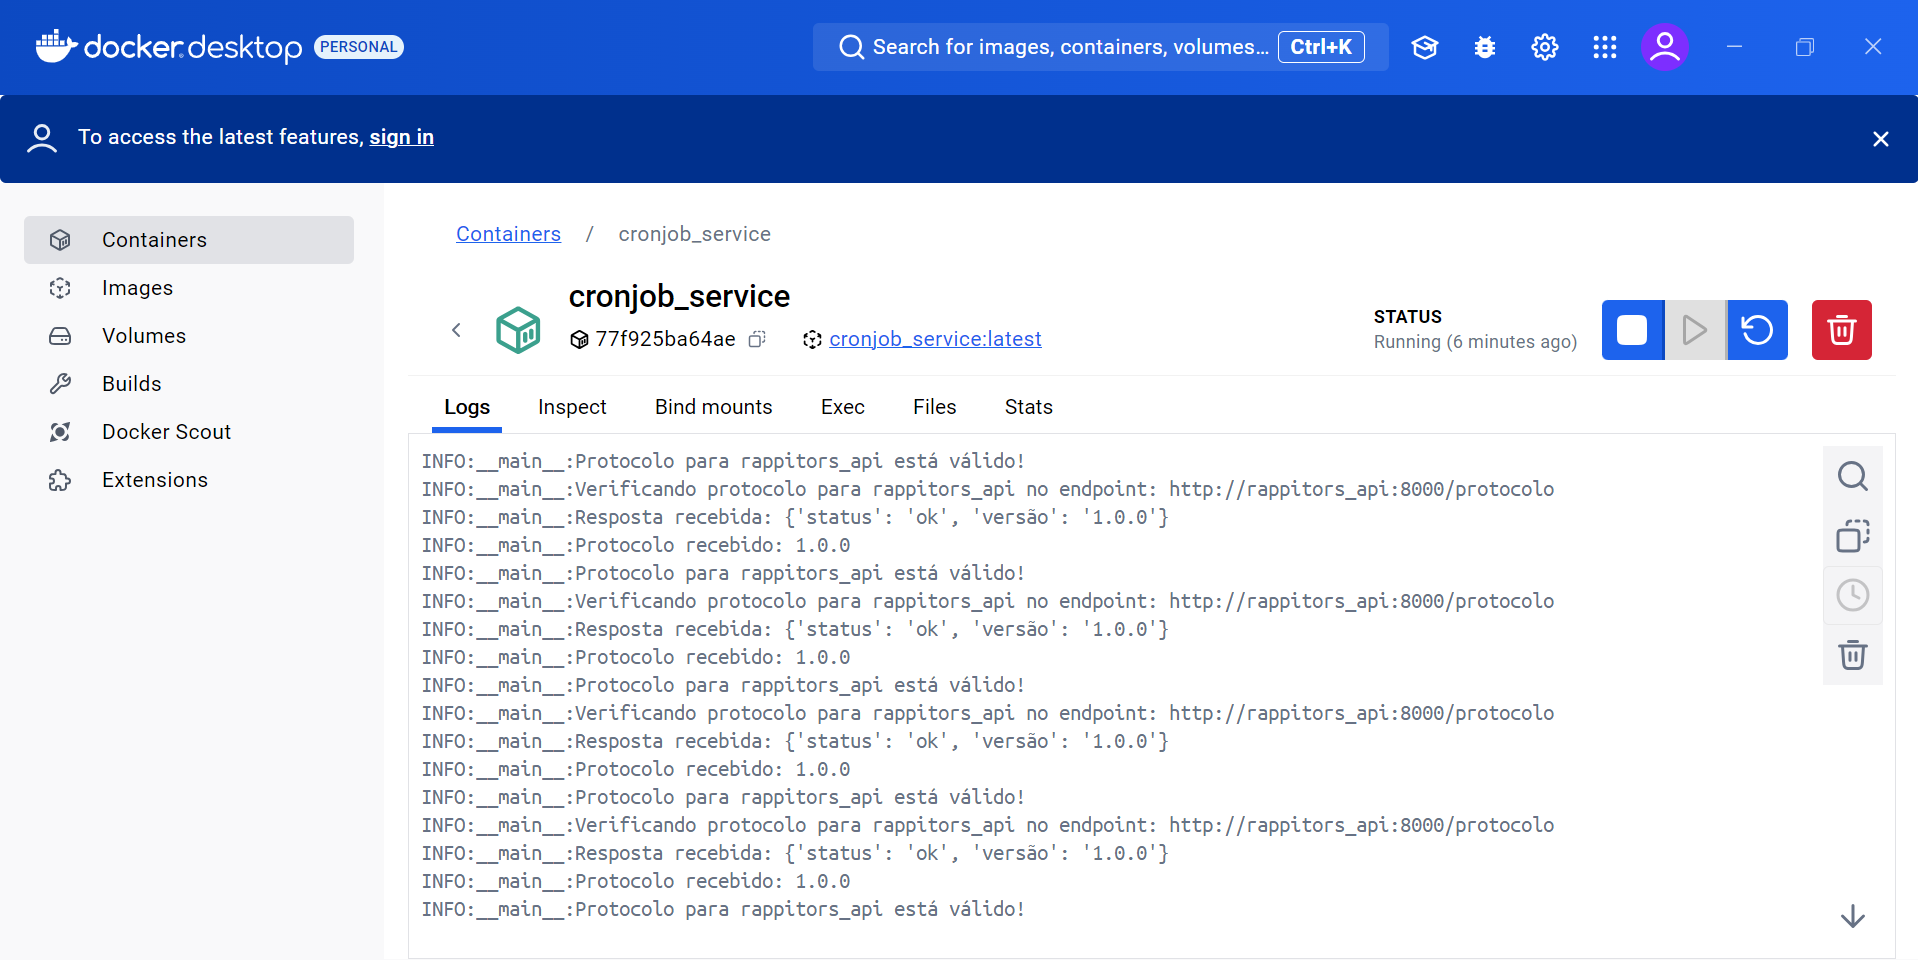 docker desktop PERSONAL
Search for images, containers, volumes... Ctrl+K
To access the latest features, sign in
Containers
Images
Volumes
Builds
Docker Scout
Extensions
Containers / cronjob_service
cronjob_service
77f925ba64ae cronjob_service:latest
STATUS
Running (6 minutes ago)
Logs Inspect Bind mounts Exec Files Stats
INFO:__main__:Protocolo para rappitors_api está válido!
INFO:__main__:Verificando protocolo para rappitors_api no endpoint: http://rappitors_api:8000/protocolo
INFO:__main__:Resposta recebida: {'status': 'ok', 'versão': '1.0.0'}
INFO:__main__:Protocolo recebido: 1.0.0
INFO:__main__:Protocolo para rappitors_api está válido!
INFO:__main__:Verificando protocolo para rappitors_api no endpoint: http://rappitors_api:8000/protocolo
INFO:__main__:Resposta recebida: {'status': 'ok', 'versão': '1.0.0'}
INFO:__main__:Protocolo recebido: 1.0.0
INFO:__main__:Protocolo para rappitors_api está válido!
INFO:__main__:Verificando protocolo para rappitors_api no endpoint: http://rappitors_api:8000/protocolo
INFO:__main__:Resposta recebida: {'status': 'ok', 'versão': '1.0.0'}
INFO:__main__:Protocolo recebido: 1.0.0
INFO:__main__:Protocolo para rappitors_api está válido!
INFO:__main__:Verificando protocolo para rappitors_api no endpoint: http://rappitors_api:8000/protocolo
INFO:__main__:Resposta recebida: {'status': 'ok', 'versão': '1.0.0'}
INFO:__main__:Protocolo recebido: 1.0.0
INFO:__main__:Protocolo para rappitors_api está válido!